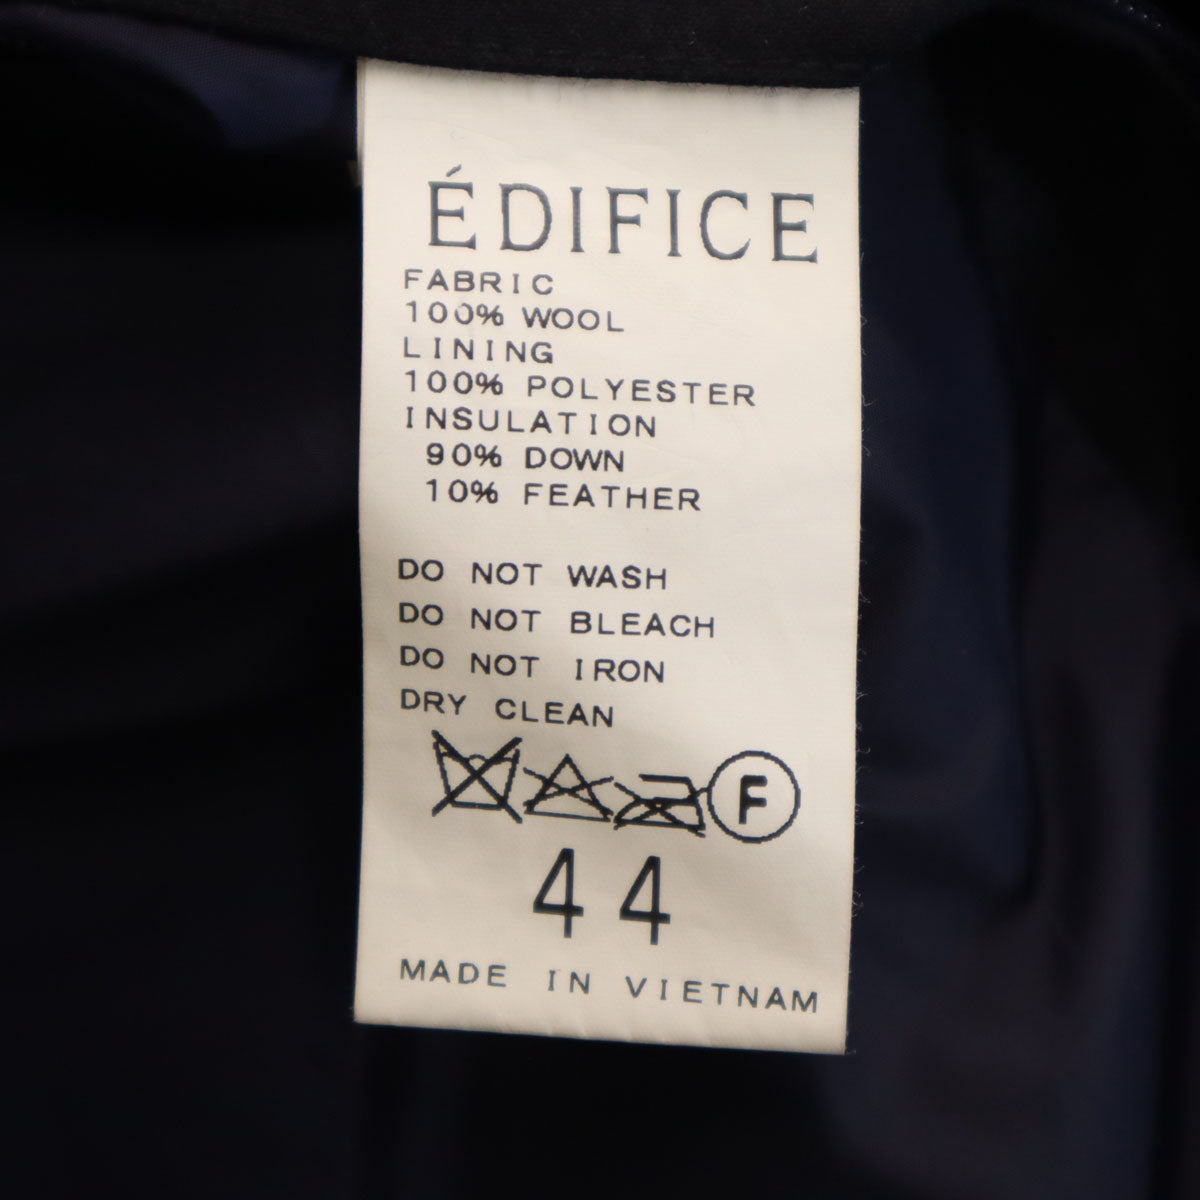 ÉDIFICE
FABRIC
100% WOOL
LINING
100% POLYESTER
INSULATION
90% DOWN
10% FEATHER
DO NOT WASH
DO NOT BLEACH
DO NOT IRON
DRY CLEAN
F
44
MADE IN VIETNAM